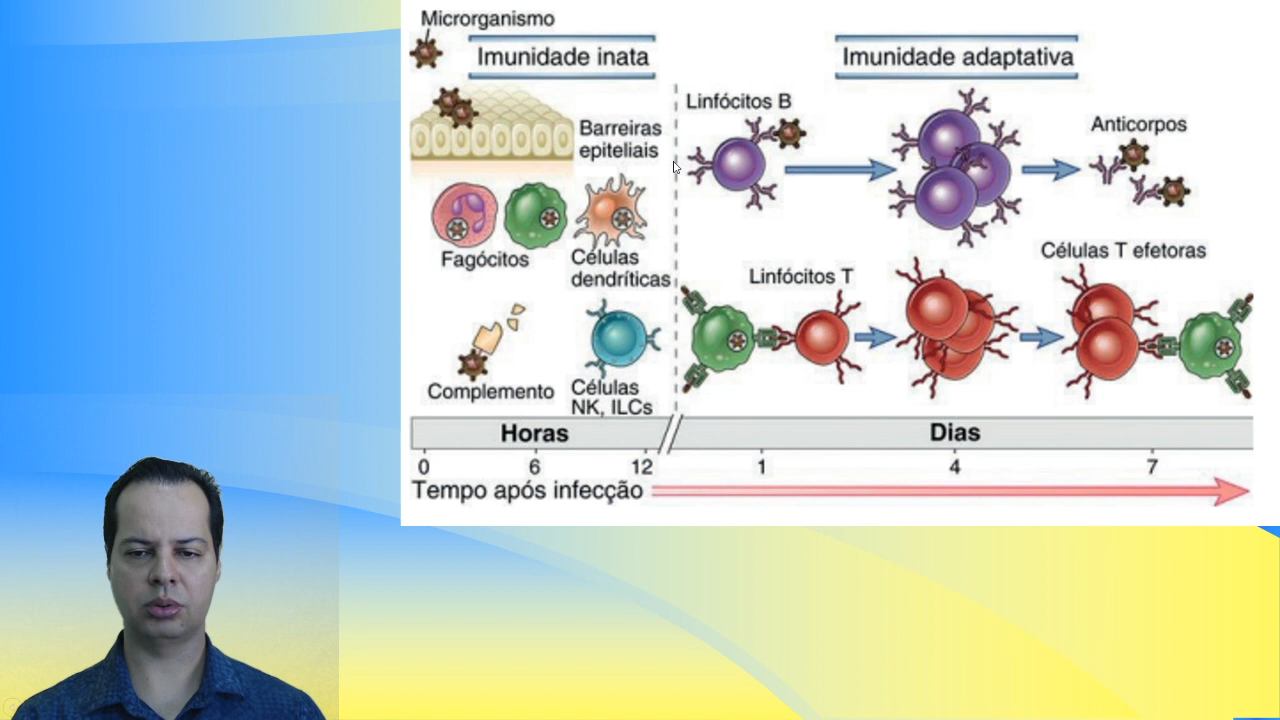 Microrganismo
Imunidade inata
Imunidade adaptativa
Barreiras
epiteliais
Fagócitos
Células
dendríticas
Complemento
Células
NK, ILCs
Linfócitos B
Anticorpos
Linfócitos T
Células T efetoras
Horas
Dias
0 6 12 1 4 7
Tempo após infecção